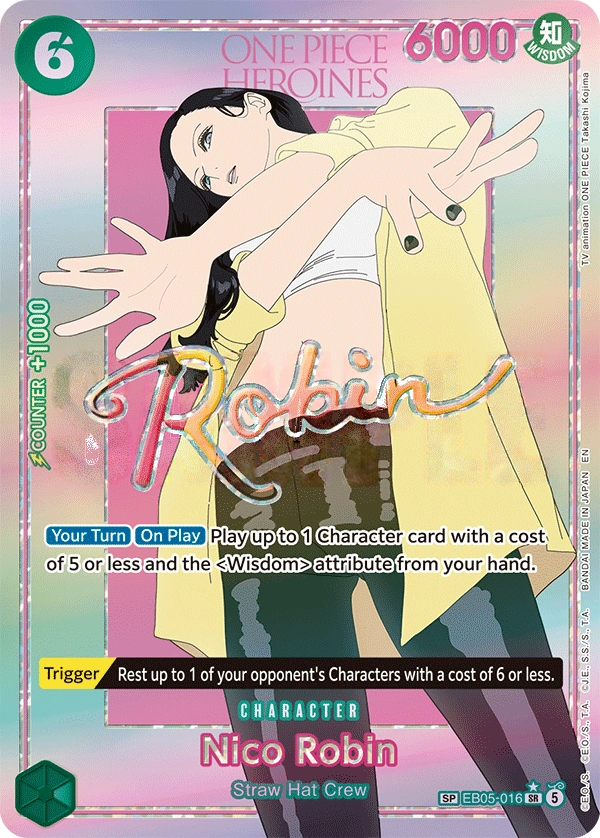 6
ONE PIECE
HEROINES
6000
知
WISDOM
TV animation ONE PIECE Takashi Kojima
COUNTER +1000
Robin
Your Turn On Play Play up to 1 Character card with a cost
of 5 or less and the <Wisdom> attribute from your hand.
Trigger Rest up to 1 of your opponent's Characters with a cost of 6 or less.
CHARACTER
Nico Robin
Straw Hat Crew
SP EB05-016 SR 5
©E.O/S. ©E.O./S., T.A. ©J.E., S.S./S., T.A. BANDAI MADE IN JAPAN EN